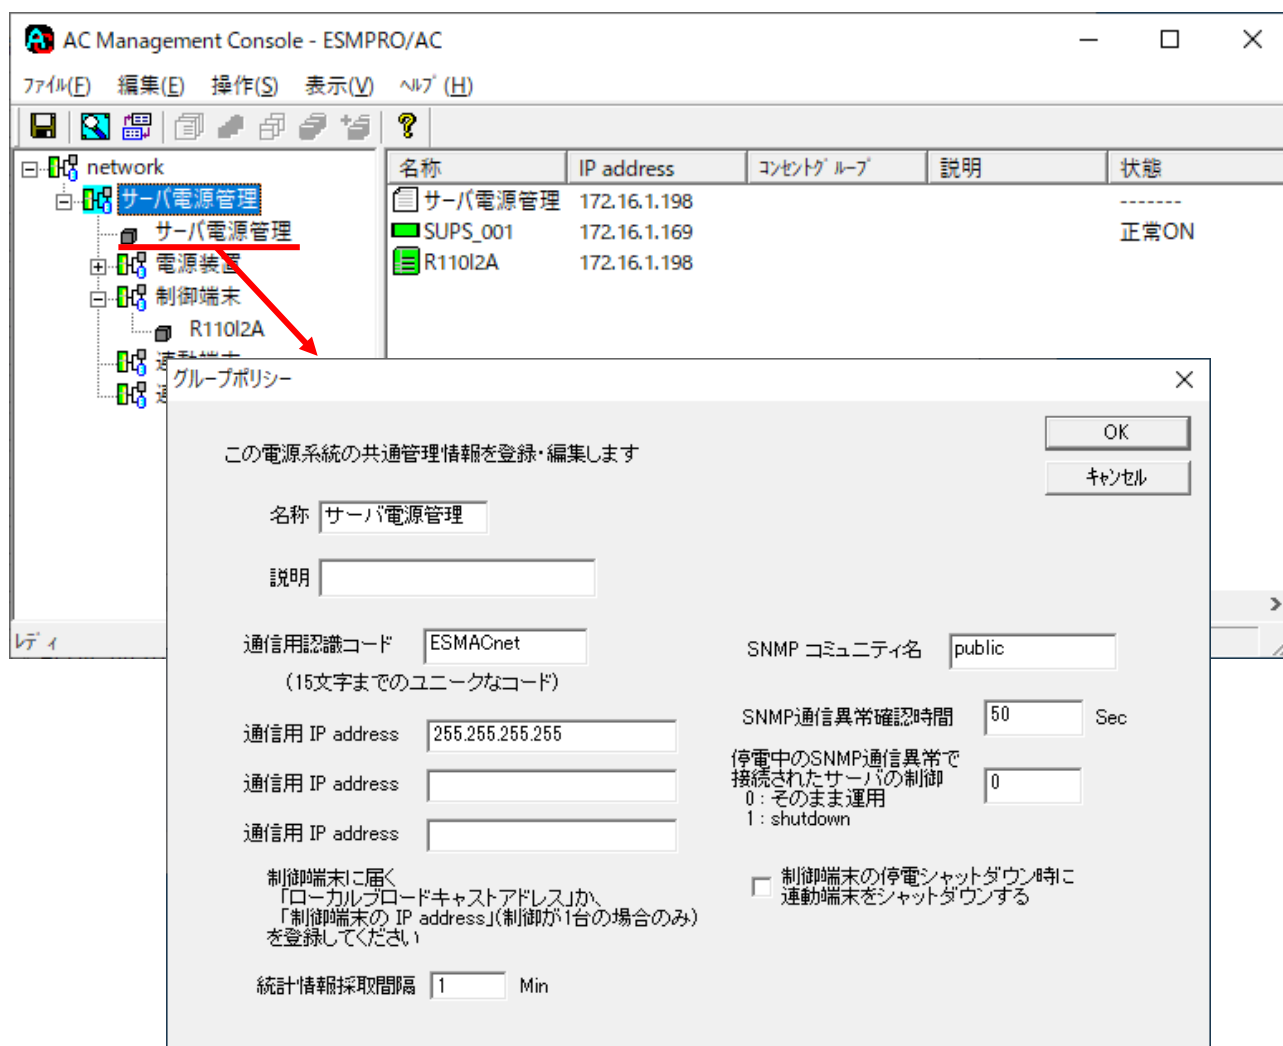 AC Management Console - ESMPRO/AC
ﾌｧｲﾙ(F) 編集(E) 操作(S) 表示(V) ﾍﾙﾌﾟ(H)
network
サーバ電源管理
サーバ電源管理
電源装置
制御端末
R110I2A
名称 IP address ｺﾝｾﾝﾄｸﾞﾙｰﾌﾟ 説明 状態
サーバ電源管理 172.16.1.198 -------
SUPS_001 172.16.1.169 正常ON
R110I2A 172.16.1.198
ﾚﾃﾞｨ
グループポリシー
この電源系統の共通管理情報を登録・編集します
OK
ｷｬﾝｾﾙ
名称 サーバ電源管理
説明
通信用認識コード ESMACnet
（15文字までのユニークなコード）
通信用 IP address 255.255.255.255
通信用 IP address
通信用 IP address
制御端末に届く
「ローカルブロードキャストアドレス」か、
「制御端末の IP address」(制御が1台の場合のみ)
を登録してください
統計情報採取間隔 1 Min
SNMP コミュニティ名 public
SNMP通信異常確認時間 50 Sec
停電中のSNMP通信異常で
接続されたサーバの制御 0
0：そのまま運用
1：shutdown
制御端末の停電シャットダウン時に
連動端末をシャットダウンする